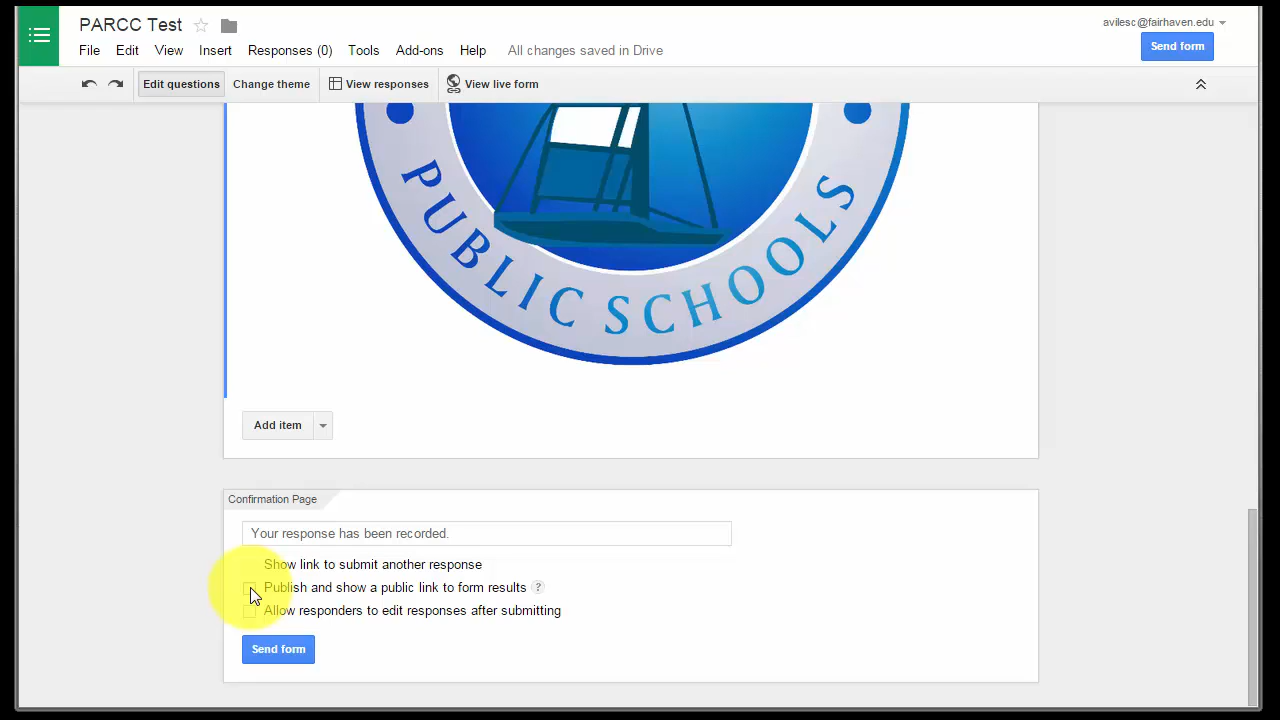 PARCC Test
avilesc@fairhaven.edu
File Edit View Insert Responses (0) Tools Add-ons Help All changes saved in Drive
Send form
Edit questions Change theme View responses View live form
PUBLIC SCHOOLS
Add item
Confirmation Page
Your response has been recorded.
Show link to submit another response
Publish and show a public link to form results ?
Allow responders to edit responses after submitting
Send form